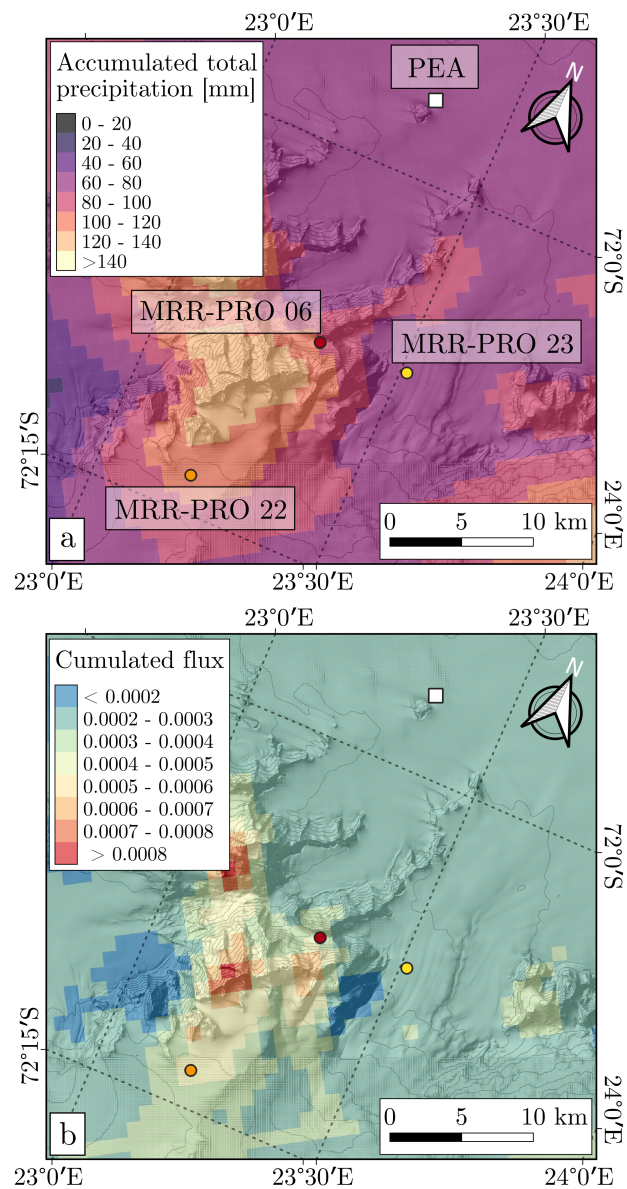 23°0′E
23°30′E
Accumulated total
precipitation [mm]
0 - 20
20 - 40
40 - 60
60 - 80
80 - 100
100 - 120
120 - 140
>140
PEA
N
72°0′S
MRR-PRO 06
MRR-PRO 23
72°15′S
MRR-PRO 22
24°0′E
0 5 10 km
a
23°0′E
23°30′E
24°0′E
23°0′E
23°30′E
Cumulated flux
< 0.0002
0.0002 - 0.0003
0.0003 - 0.0004
0.0004 - 0.0005
0.0005 - 0.0006
0.0006 - 0.0007
0.0007 - 0.0008
> 0.0008
N
72°0′S
72°15′S
24°0′E
0 5 10 km
b
23°0′E
23°30′E
24°0′E